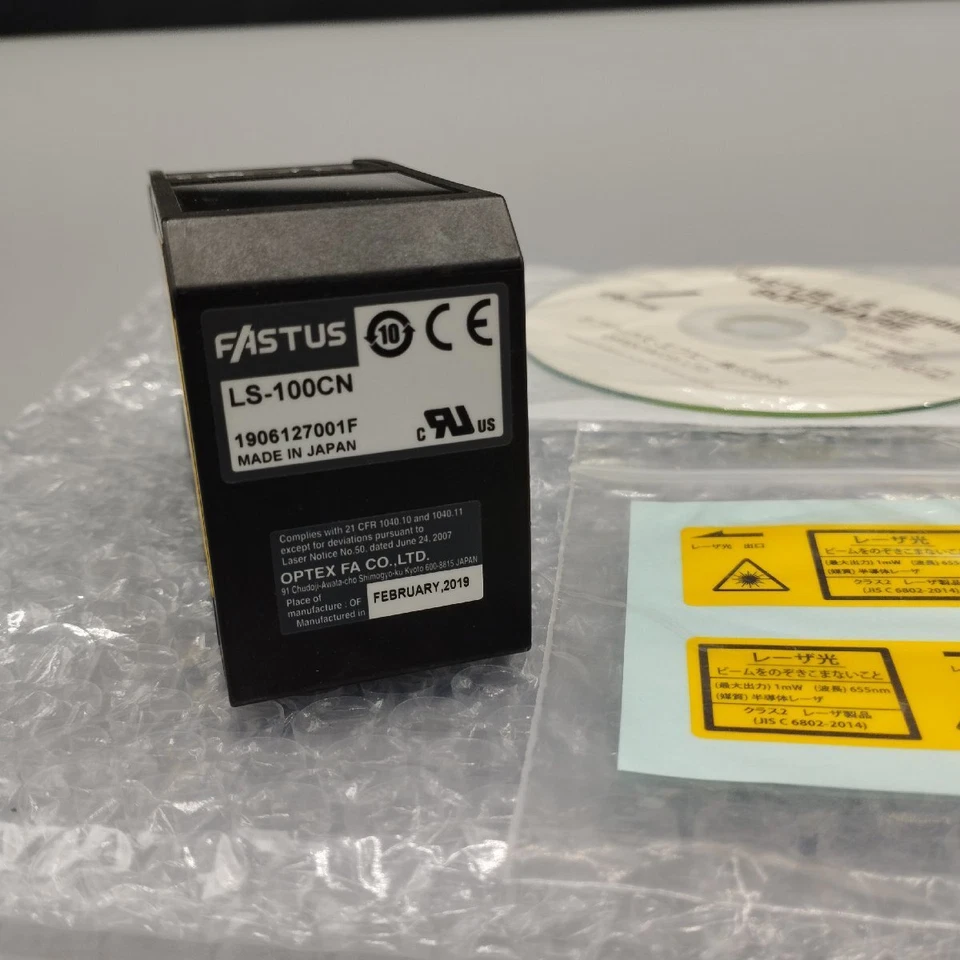 FASTUS
10
CE
LS-100CN
1906127001F
MADE IN JAPAN
C RU US
Complies with 21 CFR 1040.10 and 1040.11
except for deviations pursuant to
Laser Notice No.50, dated June 24, 2007
OPTEX FA CO.,LTD.
91 Chudoji-Awata-cho Shimogyo-ku Kyoto 600-8815 JAPAN
Place of
manufacture : OF
Manufactured in
FEBRUARY,2019
レーザ光 出口
レーザ光
ビームをのぞきこまない
(最大出力) 1mW (波長) 655
(媒質) 半導体レーザ
クラス2 レーザ製品
(JIS C 6802-2014)
レーザ光
ビームをのぞきこまないこと
(最大出力) 1mW (波長) 655nm
(媒質) 半導体レーザ
クラス2 レーザ製品
(JIS C 6802-2014)